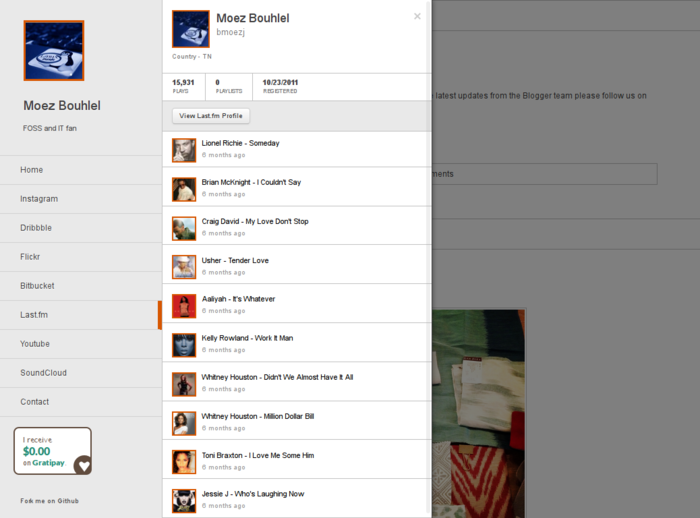 Moez Bouhlel
FOSS and IT fan
Home
Instagram
Dribbble
Flickr
Bitbucket
Last.fm
Youtube
SoundCloud
Contact
I receive
$0.00
on Gratipay
Fork me on Github
Moez Bouhlel
×
bmoezj
Country - TN
15,931
PLAYS
0
PLAYLISTS
10/23/2011
REGISTERED
View Last.fm Profile
Lionel Richie - Someday
6 months ago
Brian McKnight - I Couldn't Say
6 months ago
Craig David - My Love Don't Stop
6 months ago
Usher - Tender Love
6 months ago
Aaliyah - It's Whatever
6 months ago
Kelly Rowland - Work It Man
6 months ago
Whitney Houston - Didn't We Almost Have It All
6 months ago
Whitney Houston - Million Dollar Bill
6 months ago
Toni Braxton - I Love Me Some Him
6 months ago
Jessie J - Who's Laughing Now
6 months ago
latest updates from the Blogger team please follow us on